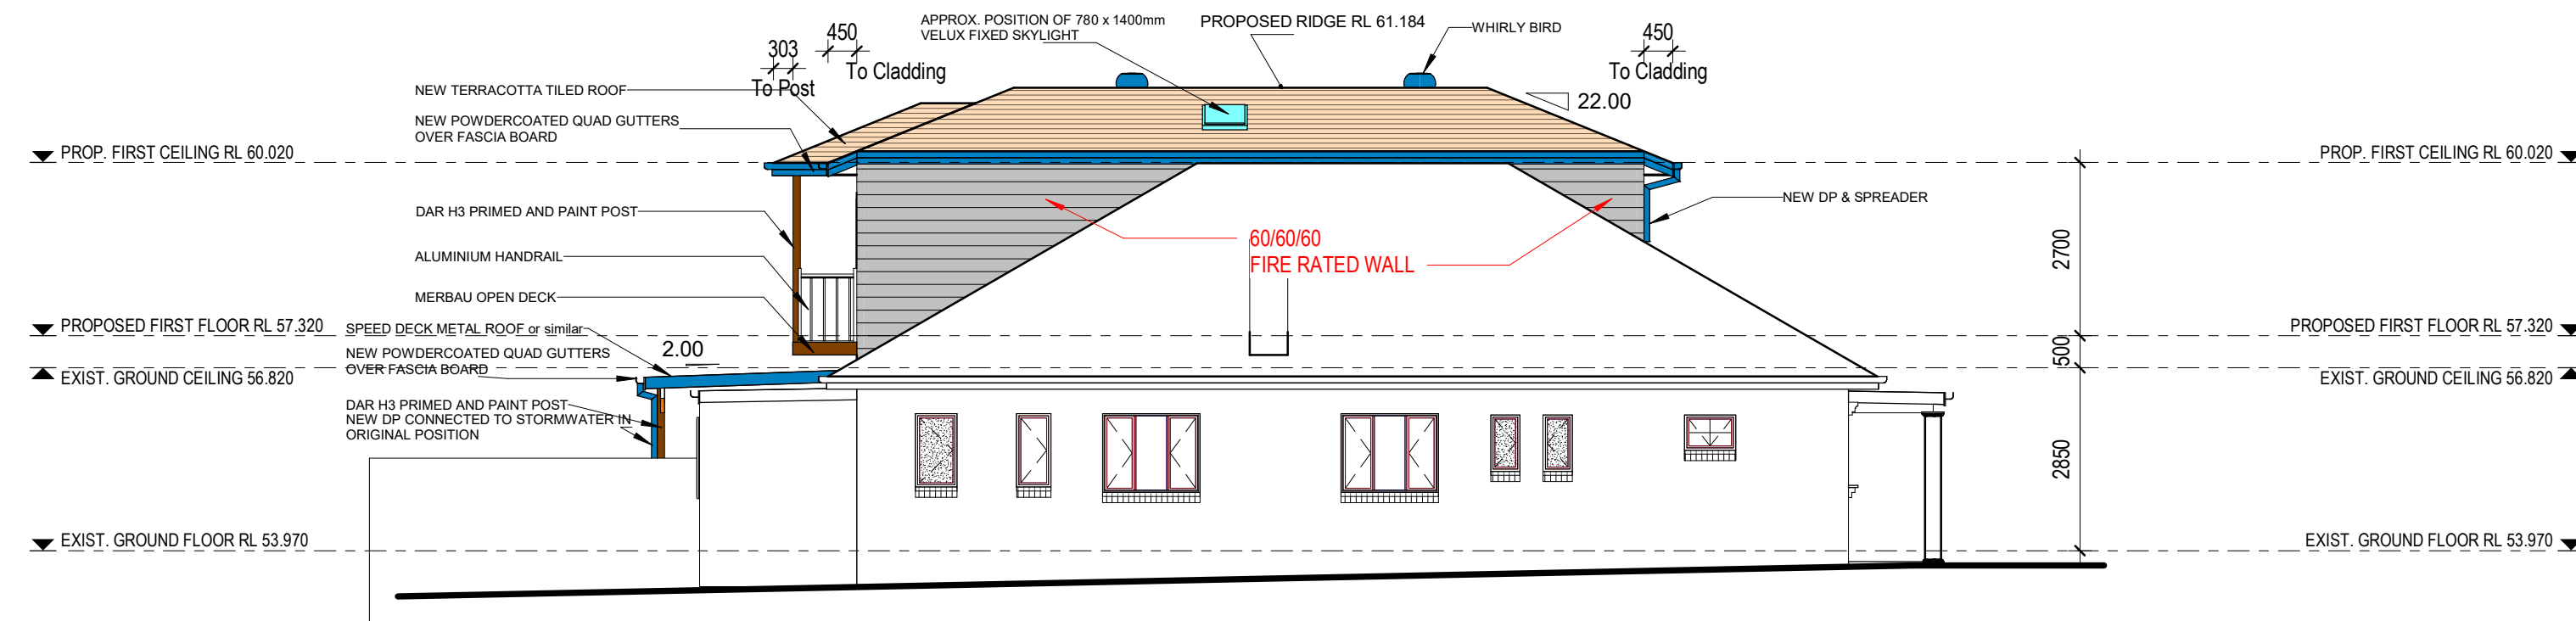 APPROX. POSITION OF 780 x 1400mm
VELUX FIXED SKYLIGHT
PROPOSED RIDGE RL 61.184
WHIRLY BIRD
450
To Cladding
303
To Post
450
To Cladding
NEW TERRACOTTA TILED ROOF
22.00
NEW POWDERCOATED QUAD GUTTERS
OVER FASCIA BOARD
PROP. FIRST CEILING RL 60.020
PROP. FIRST CEILING RL 60.020
DAR H3 PRIMED AND PAINT POST
NEW DP & SPREADER
60/60/60
FIRE RATED WALL
2700
ALUMINIUM HANDRAIL
MERBAU OPEN DECK
PROPOSED FIRST FLOOR RL 57.320
PROPOSED FIRST FLOOR RL 57.320
SPEED DECK METAL ROOF or similar
2.00
500
NEW POWDERCOATED QUAD GUTTERS
OVER FASCIA BOARD
EXIST. GROUND CEILING 56.820
EXIST. GROUND CEILING 56.820
DAR H3 PRIMED AND PAINT POST
NEW DP CONNECTED TO STORMWATER IN
ORIGINAL POSITION
2850
EXIST. GROUND FLOOR RL 53.970
EXIST. GROUND FLOOR RL 53.970